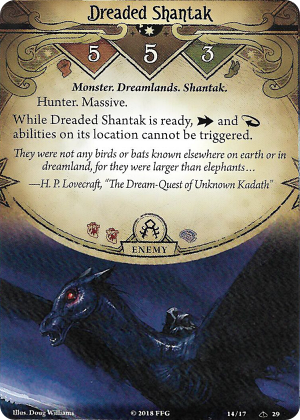 Dreaded Shantak
5 5 3
Monster. Dreamlands. Shantak.
Hunter. Massive.
While Dreaded Shantak is ready, and
abilities on its location cannot be triggered.
They were not any birds or bats known elsewhere on earth or in
dreamland, for they were larger than elephants…
—H. P. Lovecraft, “The Dream-Quest of Unknown Kadath”
ENEMY
Illus. Doug Williams © 2018 FFG 14/17 29